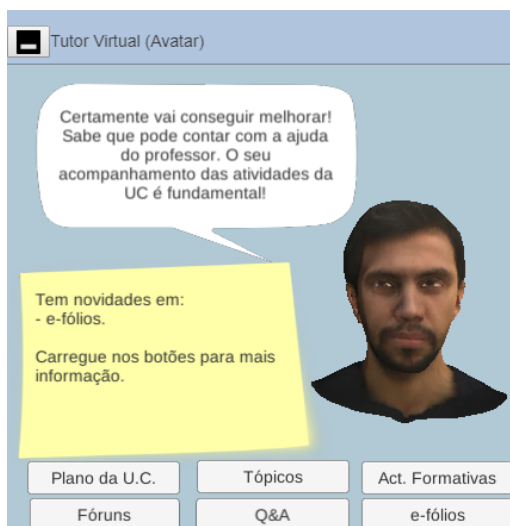 Tutor Virtual (Avatar)
Certamente vai conseguir melhorar!
Sabe que pode contar com a ajuda
do professor. O seu
acompanhamento das atividades da
UC é fundamental!
Tem novidades em:
- e-fólios.
Carregue nos botões para mais
informação.
Plano da U.C.
Tópicos
Act. Formativas
Fóruns
Q&A
e-fólios